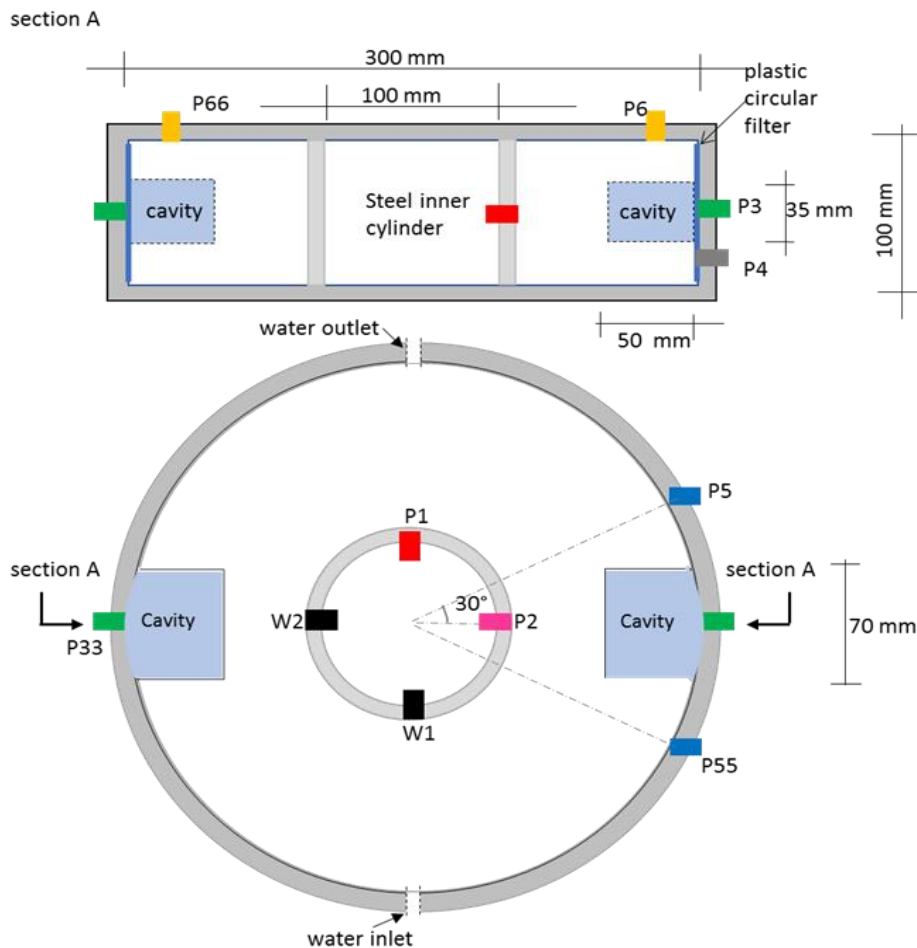 section A
300 mm
plastic
circular
filter
100 mm
P66
P6
Steel inner
cylinder
cavity
cavity
P3
35 mm
100 mm
P4
50 mm
water outlet
P5
P1
section A
section A
30°
Cavity
W2
P2
Cavity
70 mm
P33
W1
P55
water inlet